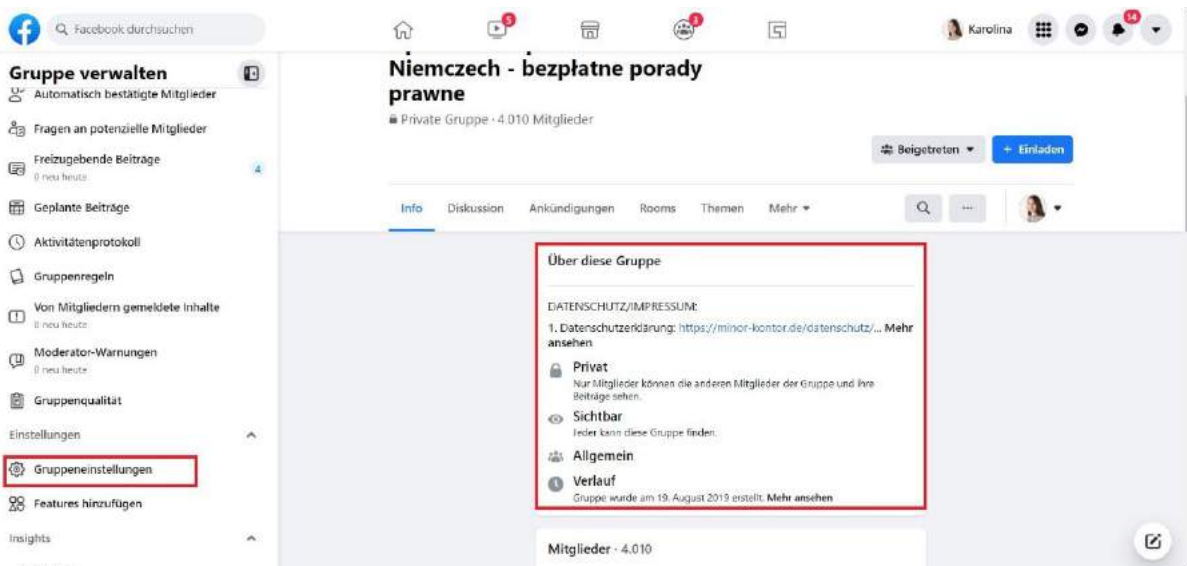 Facebook durchsuchen
5
3
Karolina
14
Gruppe verwalten
Automatisch bestätigte Mitglieder
Fragen an potenzielle Mitglieder
Freizugebende Beiträge
0 neu heute
4
Geplante Beiträge
Aktivitätenprotokoll
Gruppenregeln
Von Mitgliedern gemeldete Inhalte
0 neu heute
Moderator-Warnungen
0 neu heute
Gruppenqualität
Einstellungen
Gruppeneinstellungen
Features hinzufügen
Insights
Niemczech - bezpłatne porady
prawne
Private Gruppe · 4.010 Mitglieder
Beigetreten
+ Einladen
Info Diskussion Ankündigungen Rooms Themen Mehr
Über diese Gruppe
DATENSCHUTZ/IMPRESSUM:
1. Datenschutzerklärung: https://minor-kontor.de/datenschutz/... Mehr
ansehen
Privat
Nur Mitglieder können die anderen Mitglieder der Gruppe und ihre
Beiträge sehen.
Sichtbar
Jeder kann diese Gruppe finden.
Allgemein
Verlauf
Gruppe wurde am 19. August 2019 erstellt. Mehr ansehen
Mitglieder · 4.010